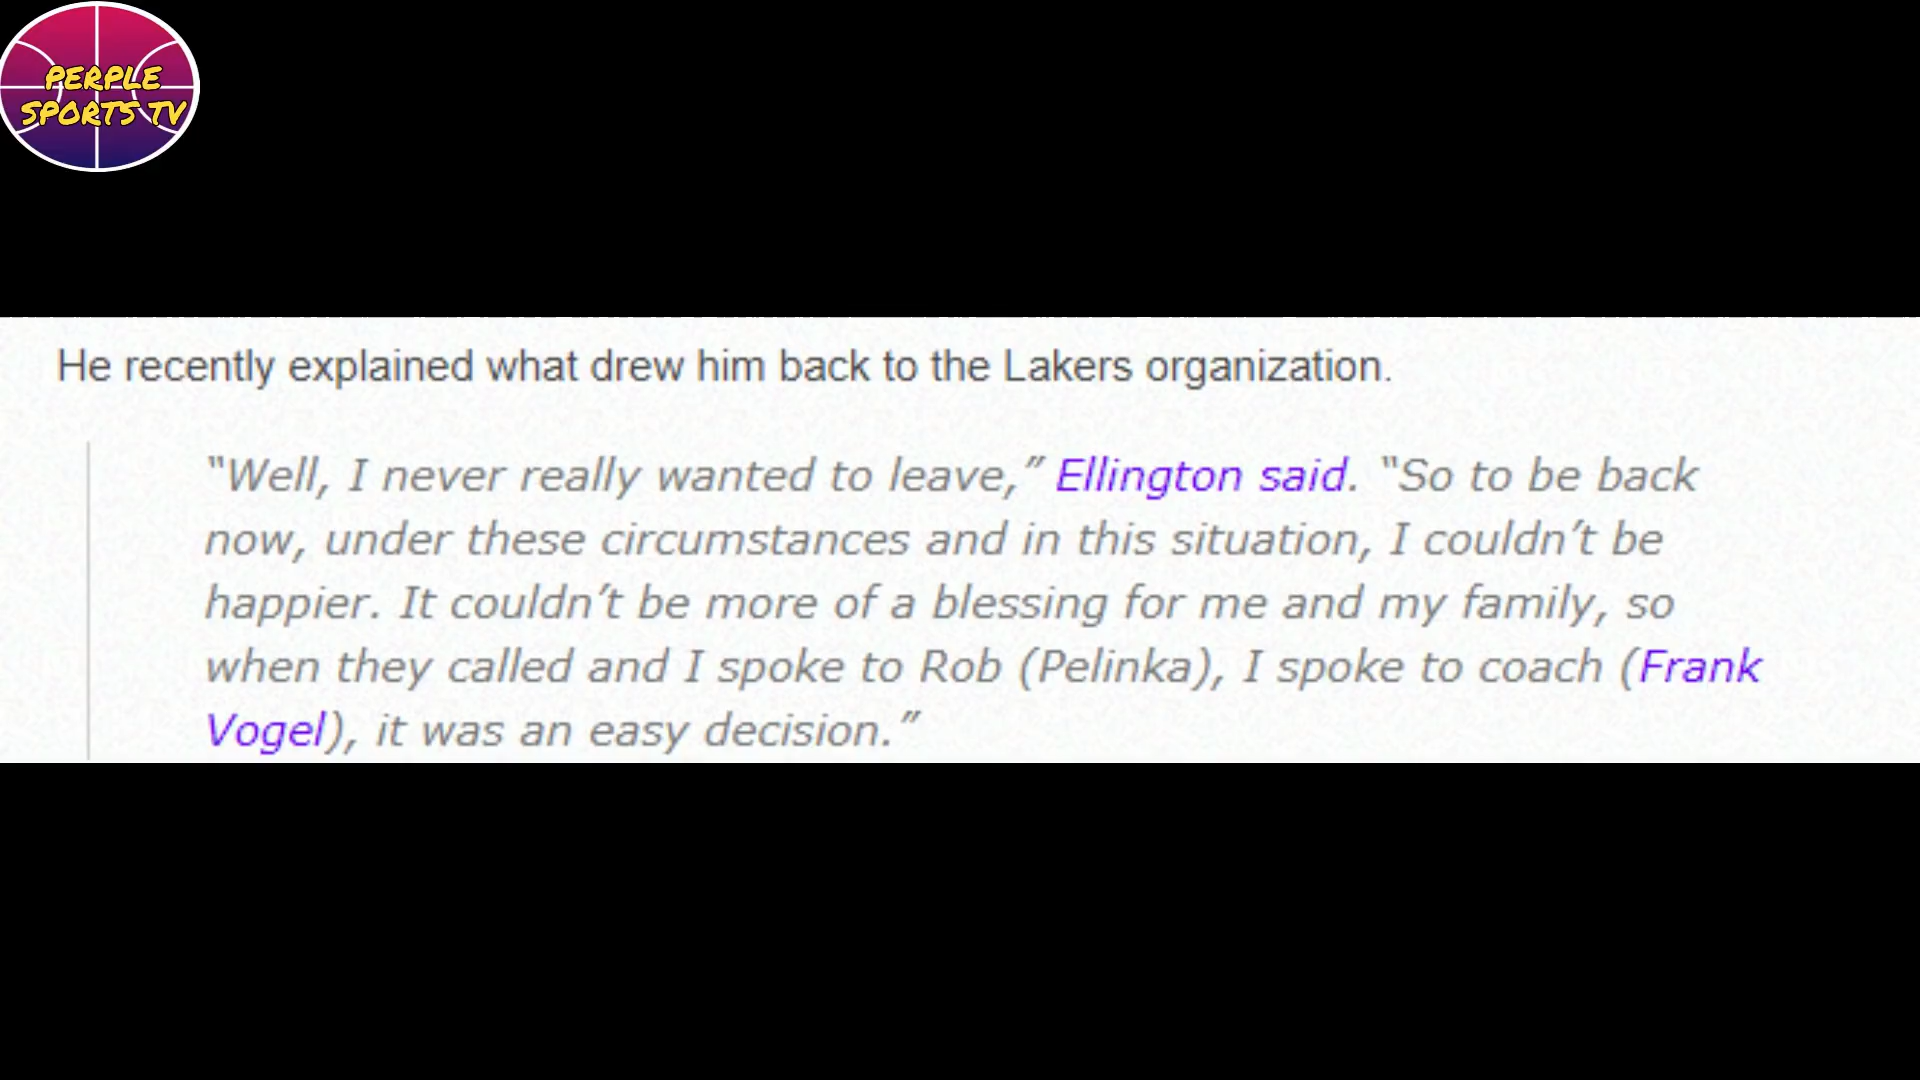 PERPLE
SPORTS TV
He recently explained what drew him back to the Lakers organization.
“Well, I never really wanted to leave,” Ellington said. “So to be back
now, under these circumstances and in this situation, I couldn’t be
happier. It couldn’t be more of a blessing for me and my family, so
when they called and I spoke to Rob (Pelinka), I spoke to coach (Frank
Vogel), it was an easy decision.”